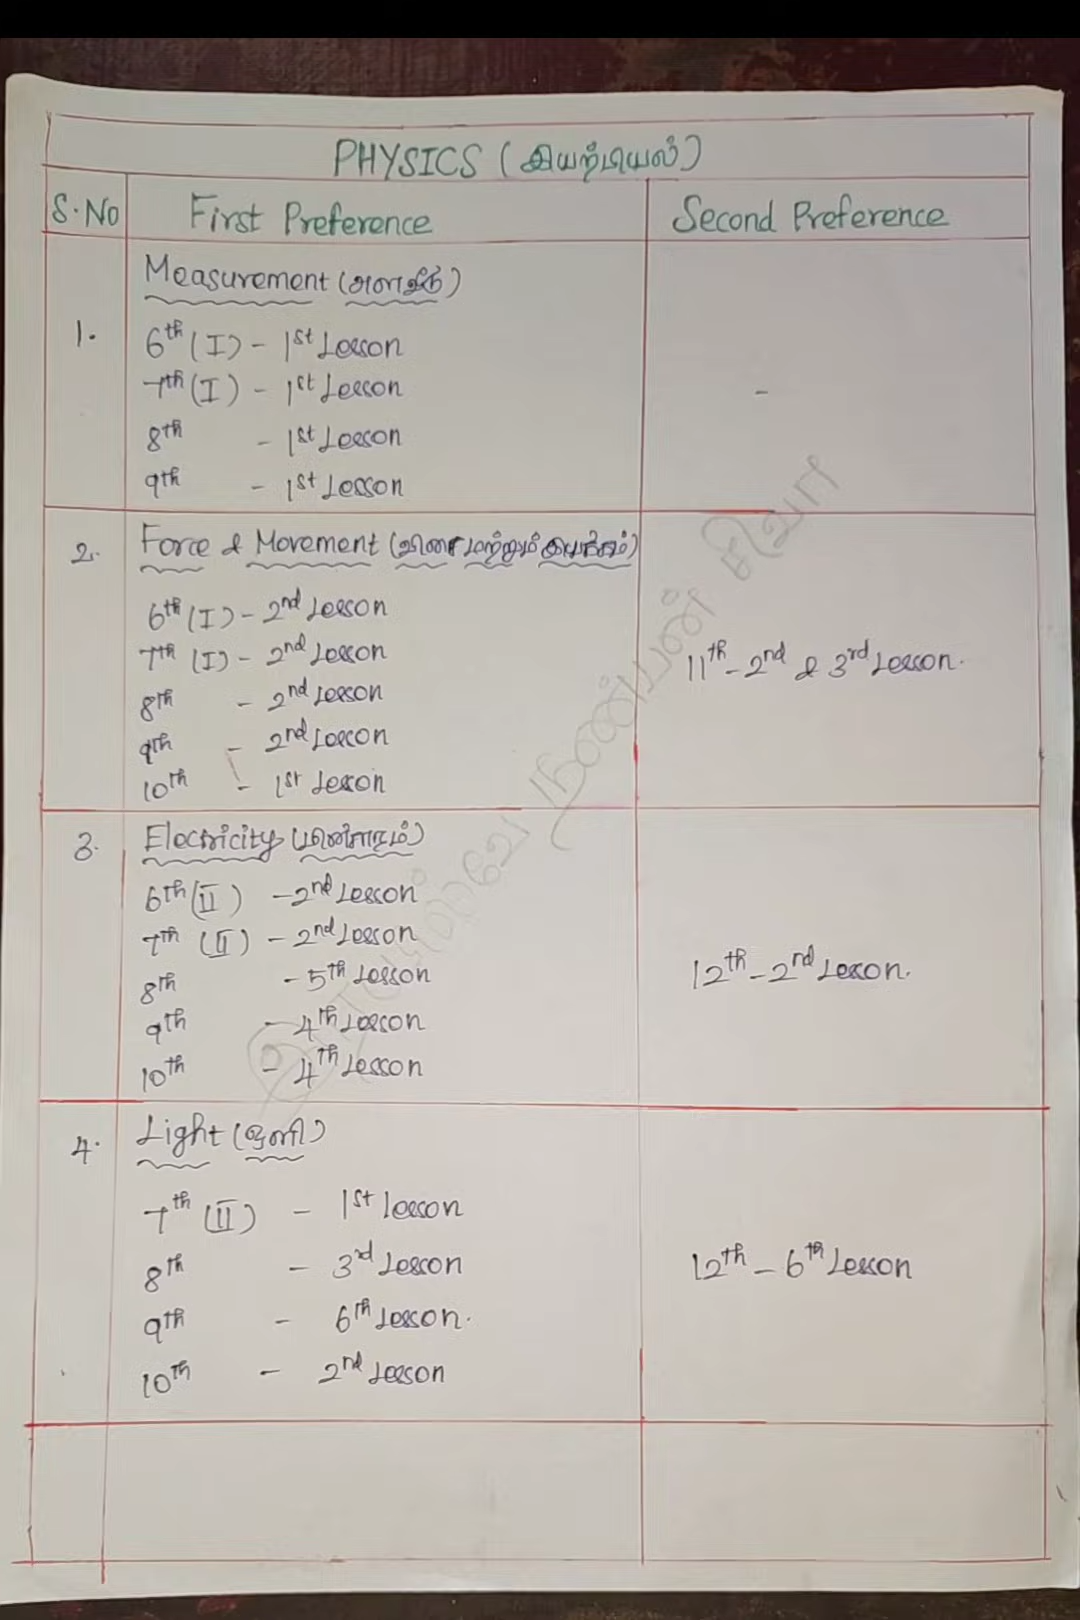 PHYSICS (இயற்பியல்)
S.No First Preference Second Preference
Measurement (அளவீடு)
1.
6th (I) - 1st Lesson
7th (I) - 1st Lesson
-
8th - 1st Lesson
9th - 1st Lesson
2. Force & Movement (விசை மற்றும் இயக்கம்)
6th (I) - 2nd Lesson
7th (I) - 2nd Lesson
11th - 2nd & 3rd Lesson.
8th - 2nd Lesson
9th - 2nd Lesson
10th - 1st Lesson
3. Electricity (மின்சாரம்)
6th (II) - 2nd Lesson
7th (II) - 2nd Lesson
12th - 2nd Lesson.
8th - 5th Lesson
9th - 4th Lesson
10th - 4th Lesson
4. Light (ஒளி)
7th (II) - 1st Lesson
8th - 3rd Lesson
12th - 6th Lesson
9th - 6th Lesson.
10th - 2nd Lesson
நண்பன் சிவா